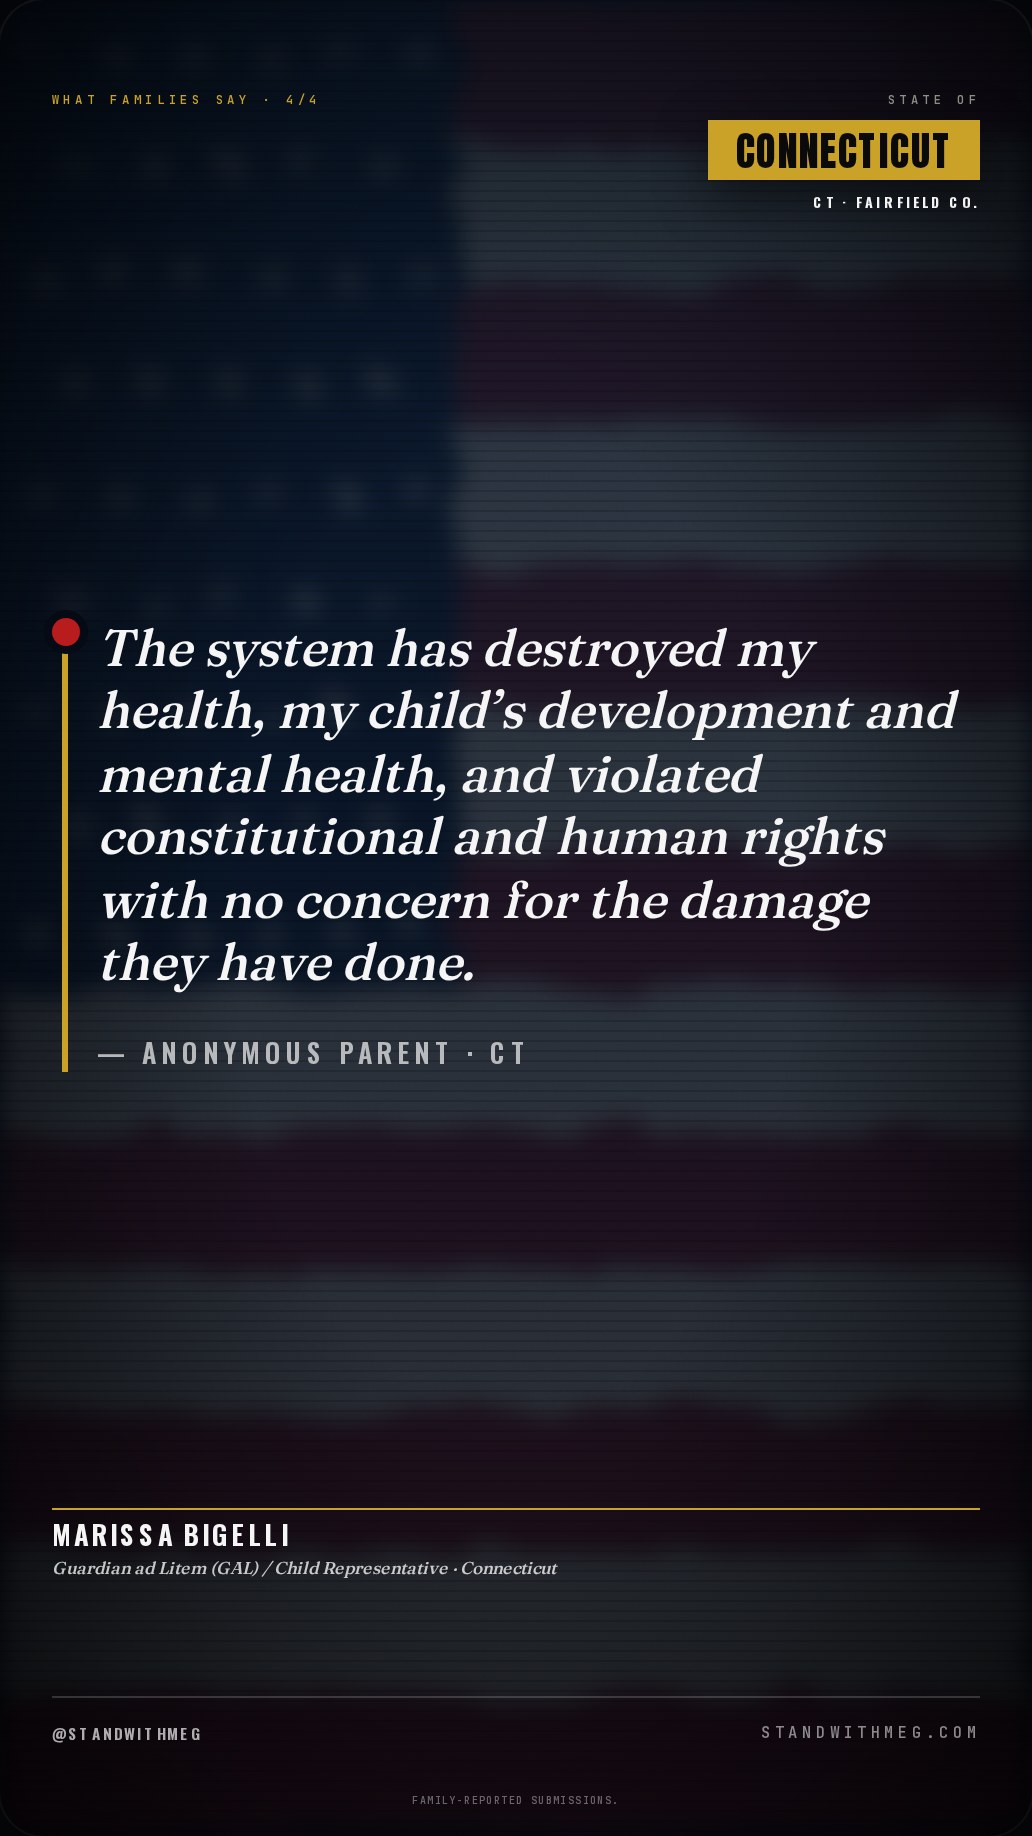 WHAT FAMILIES SAY · 4/4
STATE OF
CONNECTICUT
CT · FAIRFIELD CO.
The system has destroyed my
health, my child’s development and
mental health, and violated
constitutional and human rights
with no concern for the damage
they have done.
— ANONYMOUS PARENT · CT
MARISSA BIGELLI
Guardian ad Litem (GAL) / Child Representative · Connecticut
@STANDWITHMEG
STANDWITHMEG.COM
FAMILY-REPORTED SUBMISSIONS.